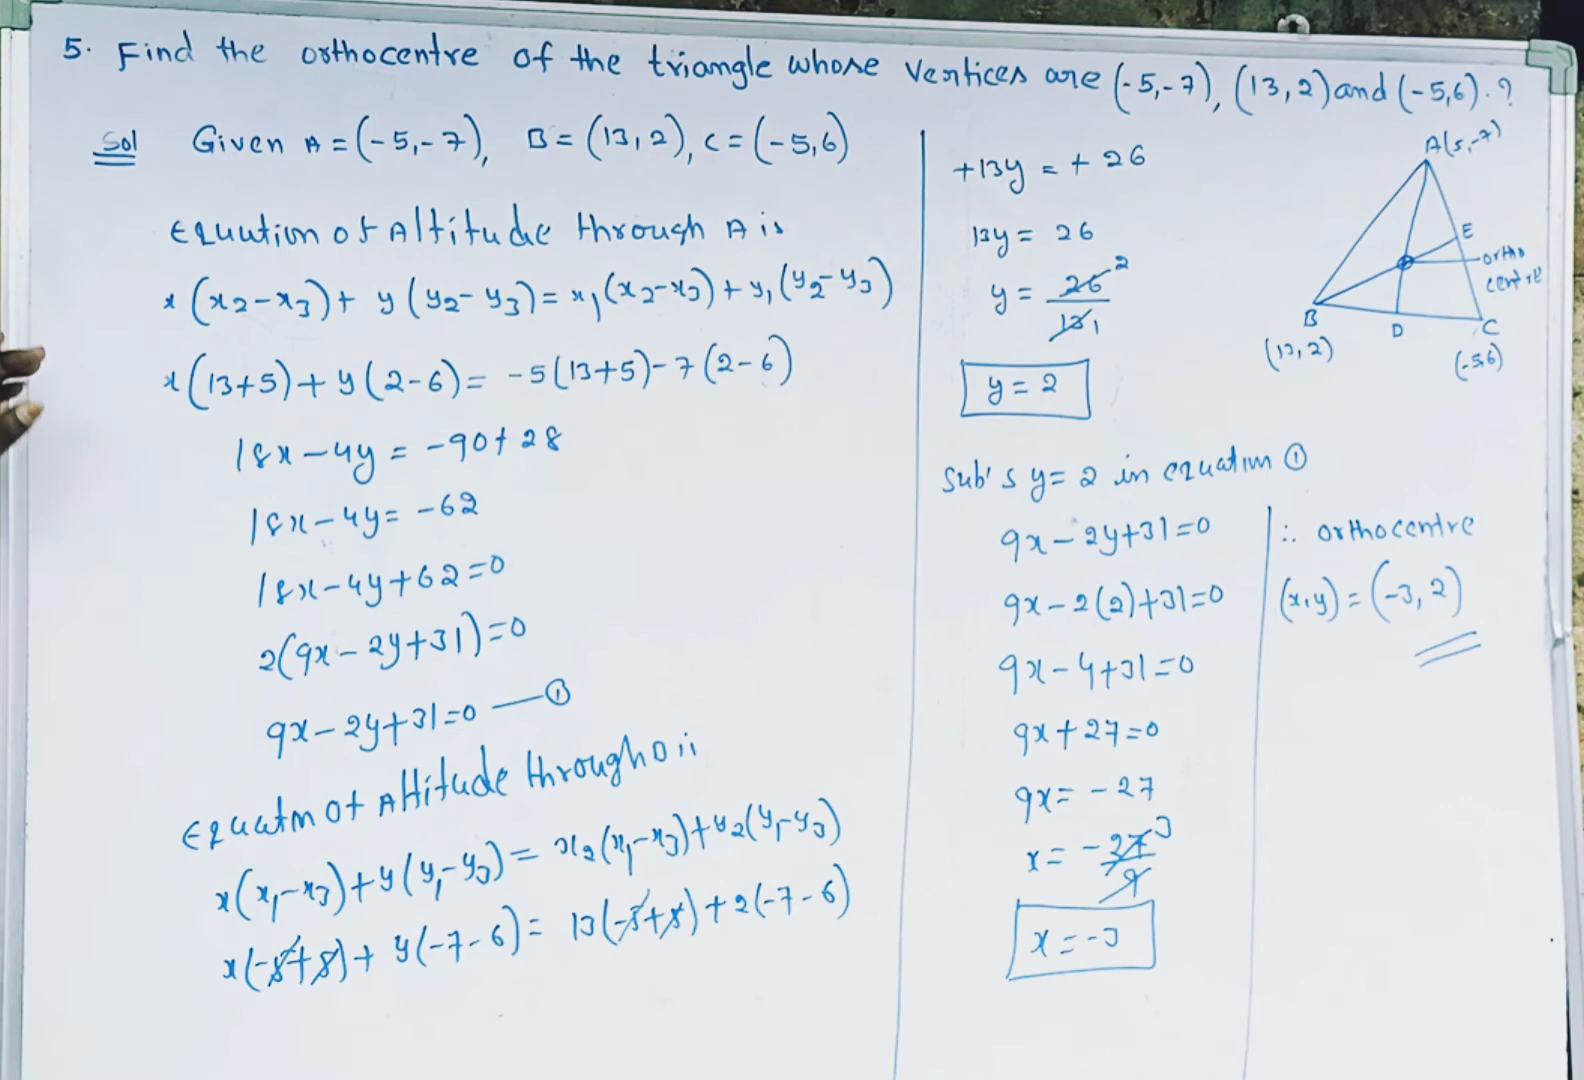 5. Find the orthocentre of the triangle whose vertices are (-5,-7), (13,2) and (-5,6).?
Sol Given A = (-5,-7), B = (13,2), C = (-5,6)
Equation of Altitude through A is
x(x2-x3) + y(y2-y3) = x1(x2-x3) + y1(y2-y3)
x(13+5) + y(2-6) = -5(13+5)-7(2-6)
18x-4y = -90+28
18x-4y = -62
18x-4y+62=0
2(9x-2y+31)=0
9x-2y+31=0 —①
Equatn of Altitude through
x(x1-x3)+y(y1-y3) = x2(x1-x3)+y2(y1-y3)
x(-5+5)+ y(-7-6) = 13(-5+5)+2(-7-6)
+13y = +26
13y = 26
y = 26 2
13 1
y = 2
Sub's y = 2 in equation ①
9x-2y+31=0
9x-2(2)+31=0
9x-4+31=0
9x+27=0
9x = -27
x = -27 3
9
x = -3
A(5,-7)
E
ortho
centre
B
D
C
(13,2)
(-5,6)
∴ orthocentre
(x,y) = (-3,2)